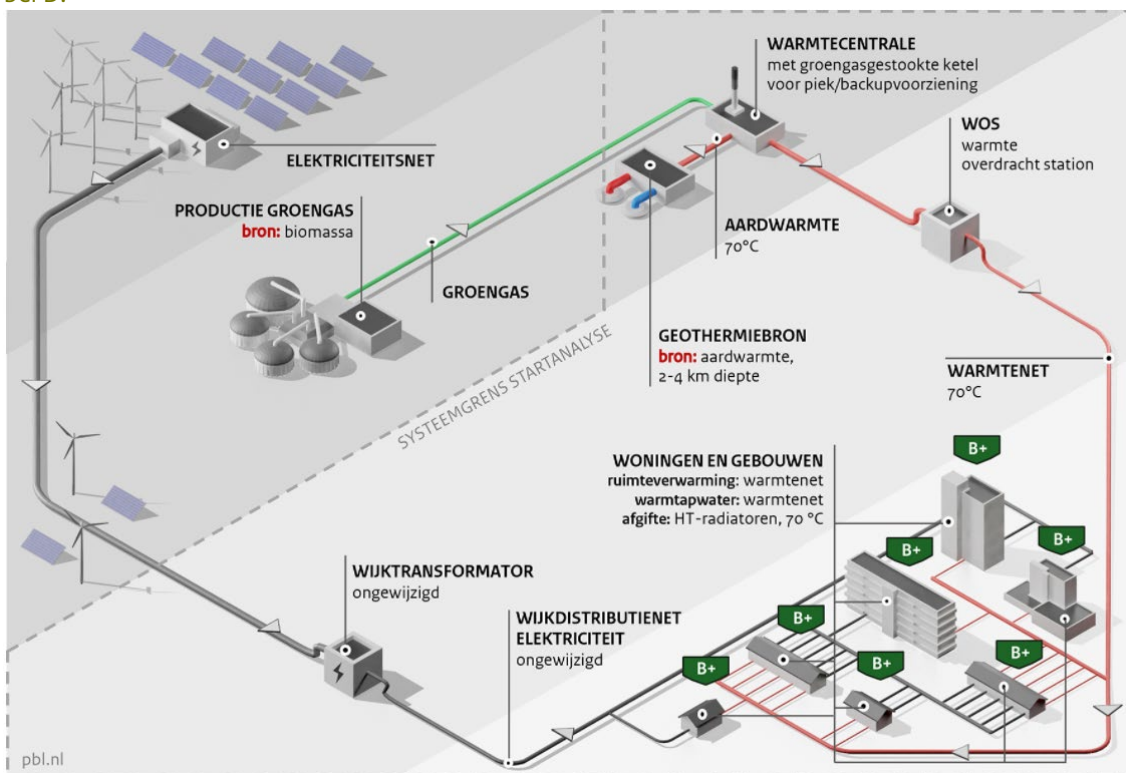 WARMTECENTRALE
met groengasgestookte ketel
voor piek/backupvoorziening
WOS
warmte
overdracht station
ELEKTRICITEITSNET
PRODUCTIE GROENGAS
bron: biomassa
AARDWARMTE
70°C
GROENGAS
GEOTHERMIEBRON
bron: aardwarmte,
2-4 km diepte
WARMTENET
70°C
SYSTEEMGRENS STARTANALYSE
B+
WONINGEN EN GEBOUWEN
ruimteverwarming: warmtenet
warmtapwater: warmtenet
afgifte: HT-radiatoren, 70 °C
B+
B+
WIJKTRANSFORMATOR
ongewijzigd
WIJKDISTRIBUTIENET
ELEKTRICITEIT
ongewijzigd
B+
B+
B+
B+
pbl.nl